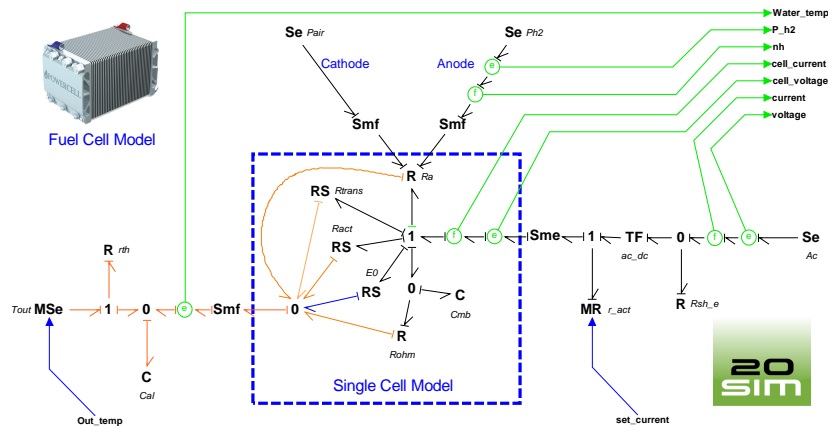 Water_temp
P_h2
nh
cell_current
cell_voltage
current
voltage
Se Pair
Se Ph2
e
Cathode
Anode
f
POWERCELL
Fuel Cell Model
Smf
Smf
R Ra
RS Rtrans
Ract
RS
1
f
e
Sme
1
TF
ac_dc
0
f
e
Se
Ac
R rth
E0
RS
0
C
Cmb
MR r_act
R Rsh_e
Tout MSe
1
0
e
Smf
0
R
Rohm
C
Cal
Single Cell Model
20
SIM
Out_temp
set_current